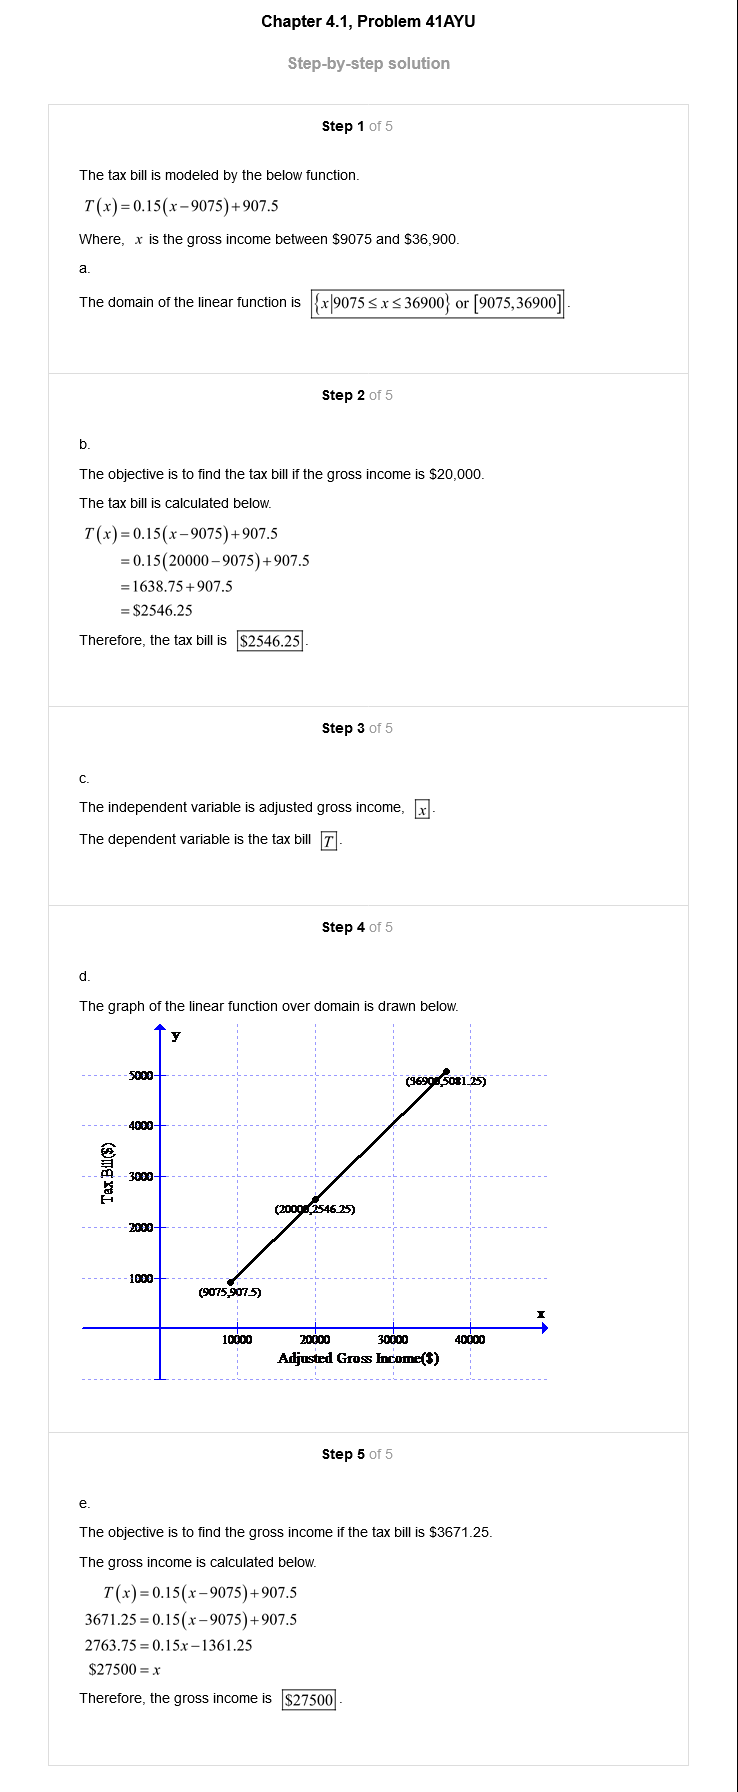 Chapter 4.1, Problem 41AYU
Step-by-step solution
Step 1 of 5
The tax bill is modeled by the below function.
T(x)=0.15(x−9075)+907.5
Where, x is the gross income between $9075 and $36,900.
a.
The domain of the linear function is {x|9075≤x≤36900} or [9075,36900].
Step 2 of 5
b.
The objective is to find the tax bill if the gross income is $20,000.
The tax bill is calculated below.
T(x)=0.15(x−9075)+907.5
=0.15(20000−9075)+907.5
=1638.75+907.5
=$2546.25
Therefore, the tax bill is $2546.25.
Step 3 of 5
c.
The independent variable is adjusted gross income, x.
The dependent variable is the tax bill T.
Step 4 of 5
d.
The graph of the linear function over domain is drawn below.
y
5000
(36900,5081.25)
4000
Tax Bill($)
3000
(20000,2546.25)
2000
1000
(9075,907.5)
x
10000 20000 30000 40000
Adjusted Gross Income($)
Step 5 of 5
e.
The objective is to find the gross income if the tax bill is $3671.25.
The gross income is calculated below.
T(x)=0.15(x−9075)+907.5
3671.25=0.15(x−9075)+907.5
2763.75=0.15x−1361.25
$27500=x
Therefore, the gross income is $27500.